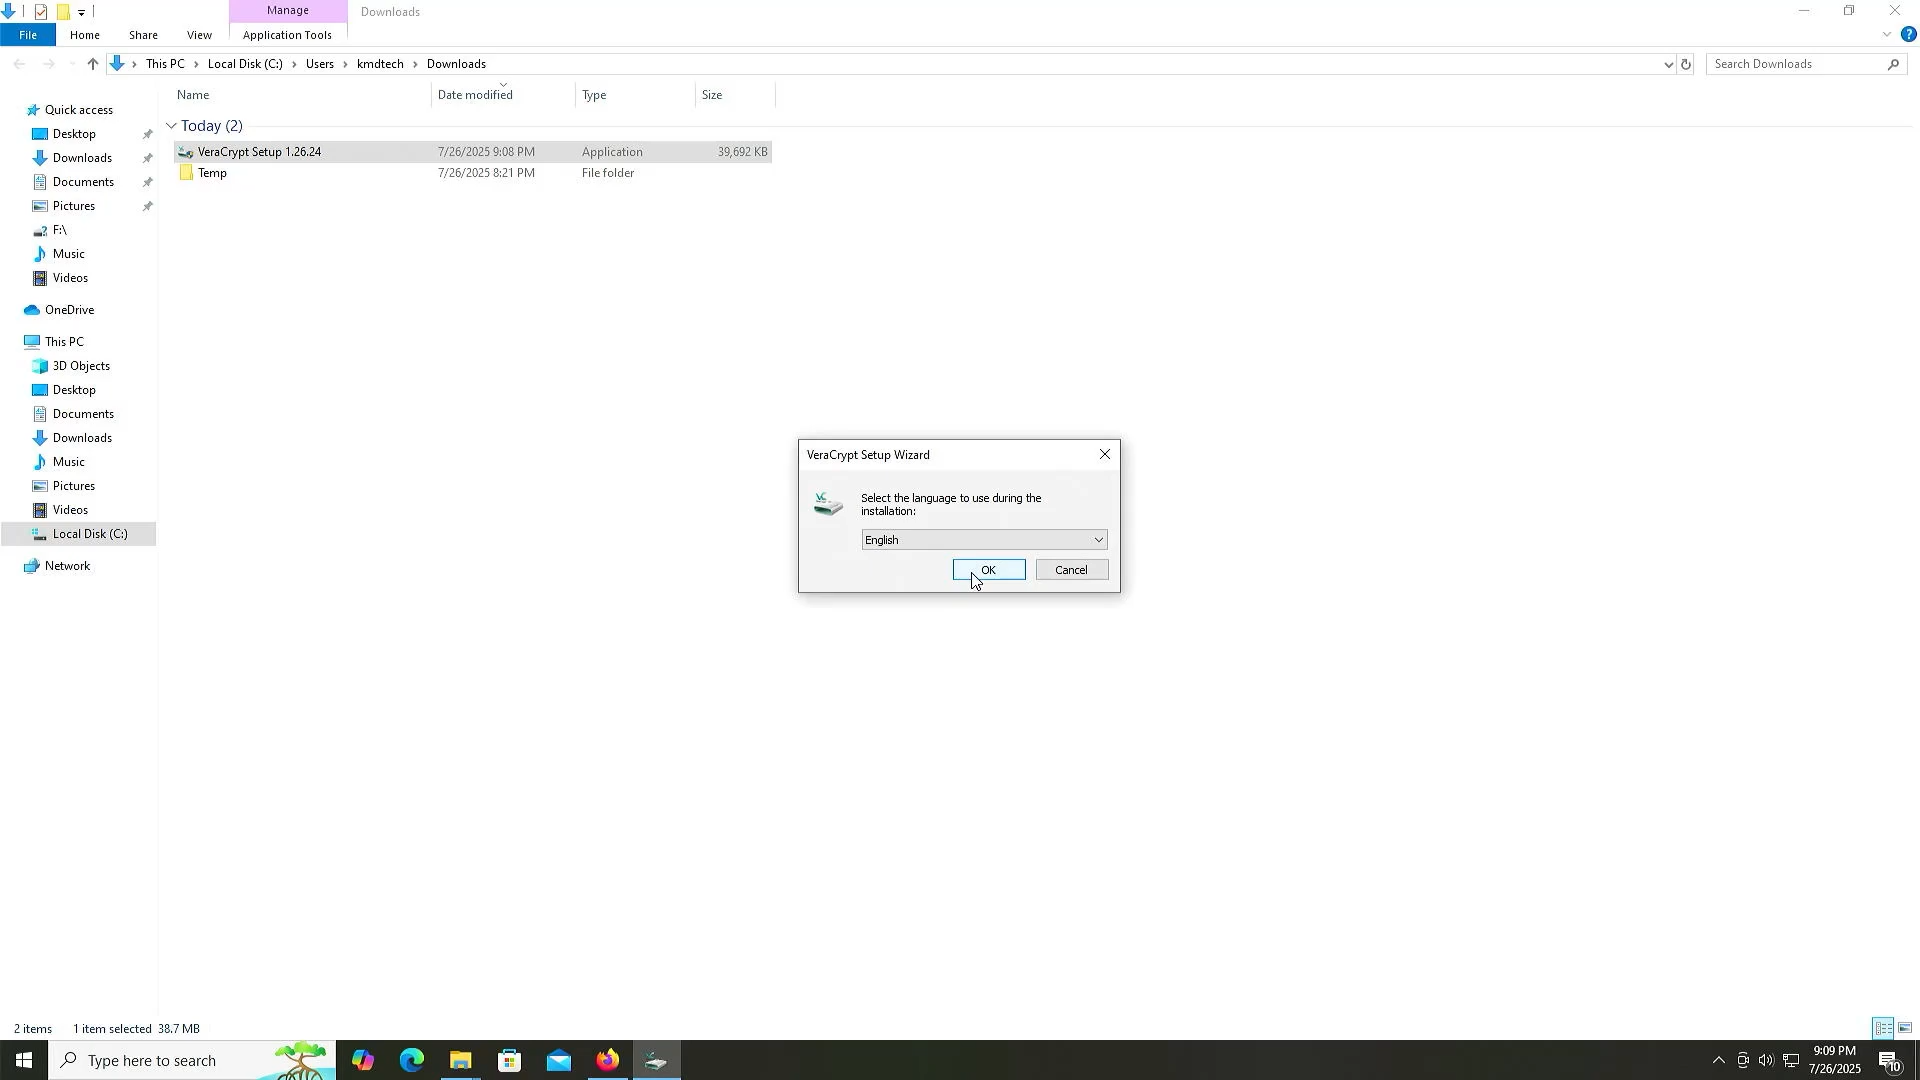 Manage
Downloads
File
Home
Share
View
Application Tools
This PC
Local Disk (C:)
Users
kmdtech
Downloads
Search Downloads
Name
Date modified
Type
Size
Today (2)
VeraCrypt Setup 1.26.24
7/26/2025 9:08 PM
Application
39,692 KB
Temp
7/26/2025 8:21 PM
File folder
Quick access
Desktop
Downloads
Documents
Pictures
F:\
Music
Videos
OneDrive
This PC
3D Objects
Desktop
Documents
Downloads
Music
Pictures
Videos
Local Disk (C:)
Network
VeraCrypt Setup Wizard
VC
Select the language to use during the
installation:
English
OK
Cancel
2 items
1 item selected 38.7 MB
Type here to search
9:09 PM
7/26/2025
10